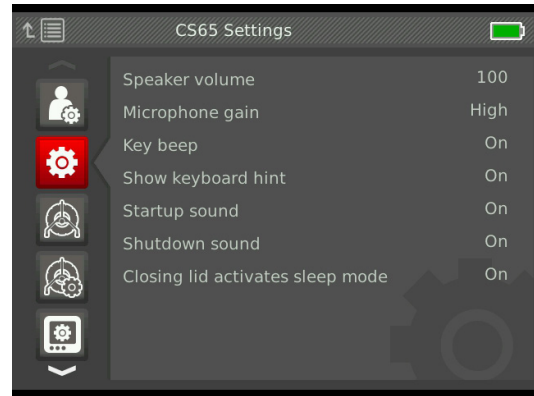 CS65 Settings
Speaker volume 100
Microphone gain High
Key beep On
Show keyboard hint On
Startup sound On
Shutdown sound On
Closing lid activates sleep mode On